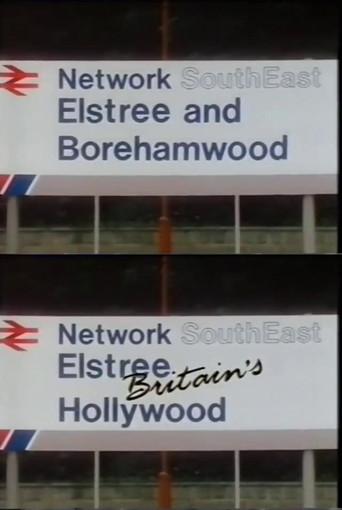 Network SouthEast
Elstree and
Borehamwood
Network SouthEast
Elstree
Britain's
Hollywood